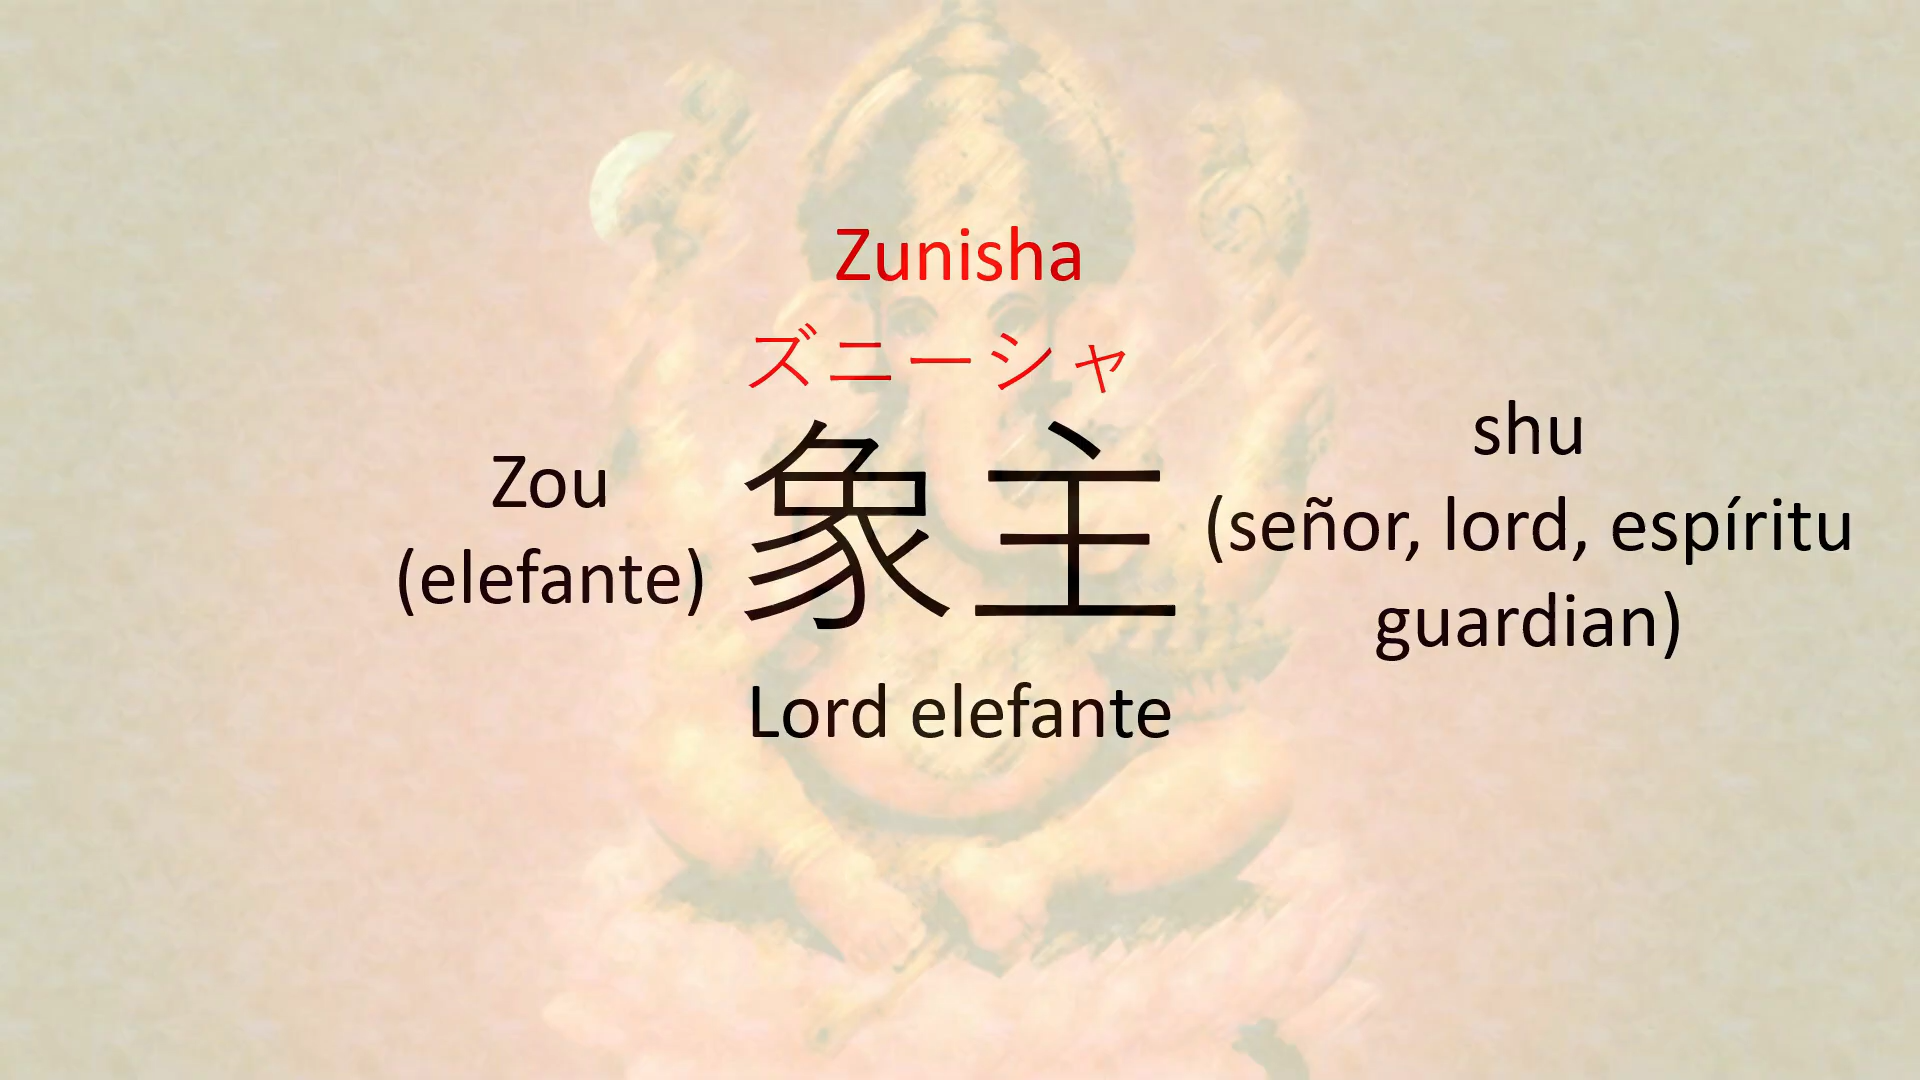 Zunisha
ズニーシャ
Zou
(elefante)
象主
shu
(señor, lord, espíritu
guardian)
Lord elefante